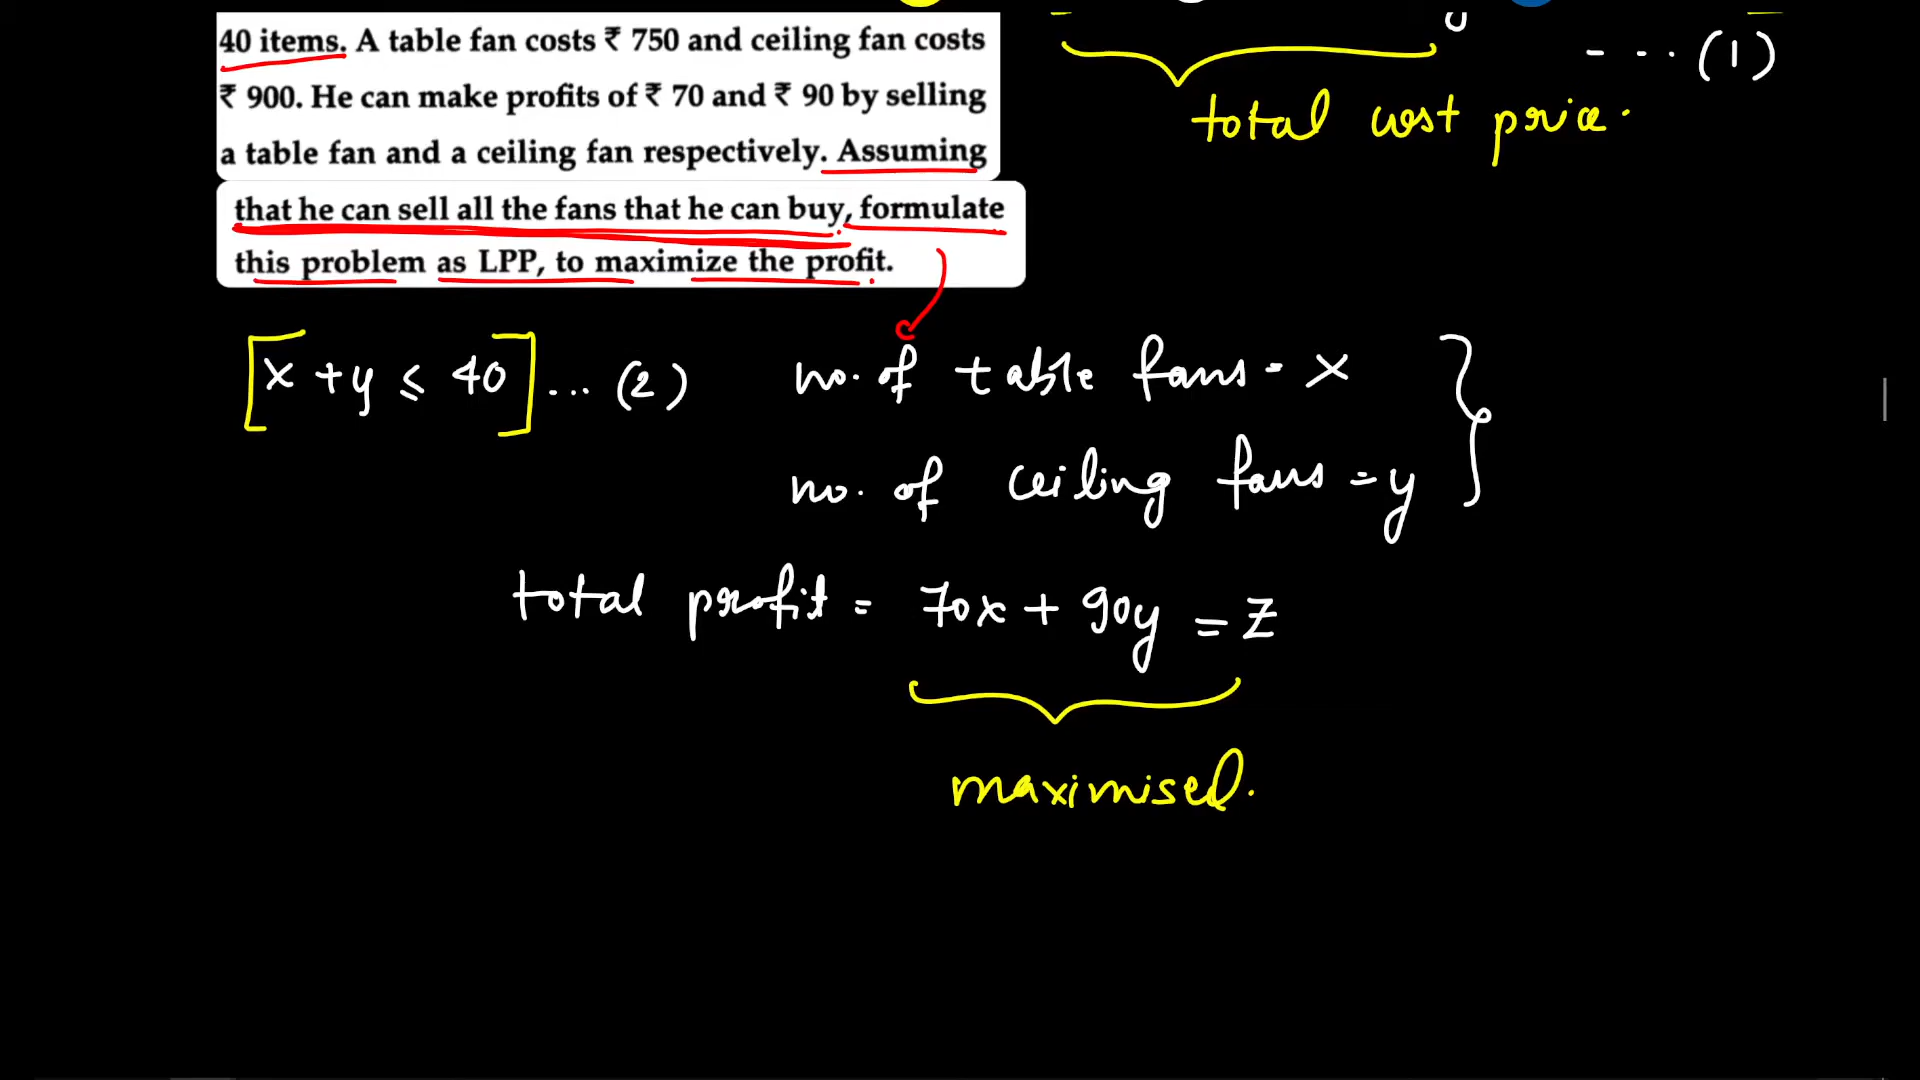 40 items. A table fan costs ₹ 750 and ceiling fan costs
₹ 900. He can make profits of ₹ 70 and ₹ 90 by selling
a table fan and a ceiling fan respectively. Assuming
that he can sell all the fans that he can buy, formulate
this problem as LPP, to maximize the profit.
--- (1)
total cost price.
x + y ≤ 40 ... (2)
no. of table fans = x
no. of ceiling fans = y
total profit = 70x + 90y = z
maximised.